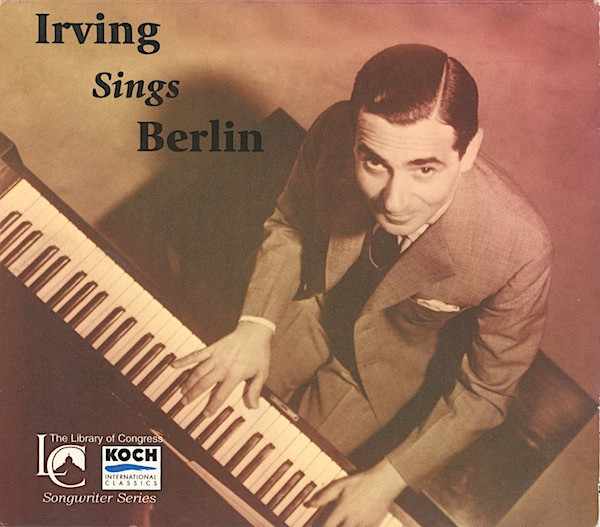 Irving
Sings
Berlin
The Library of Congress
LC
KOCH
INTERNATIONAL
CLASSICS
Songwriter Series